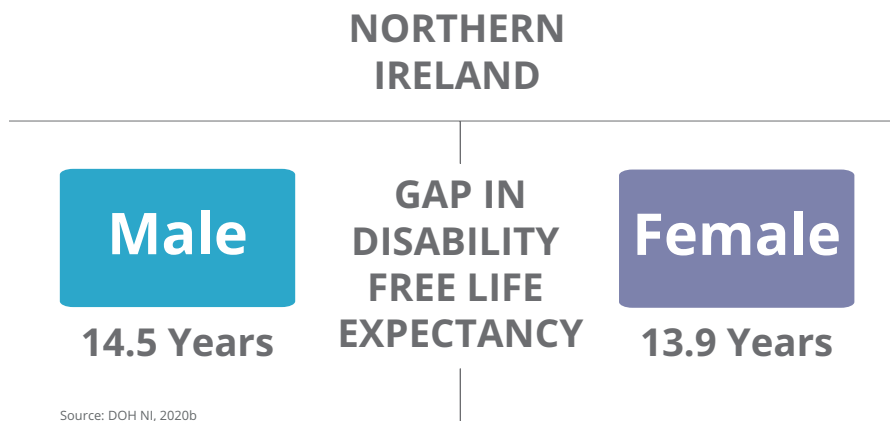 NORTHERN
IRELAND
Male
14.5 Years
GAP IN
DISABILITY
FREE LIFE
EXPECTANCY
Female
13.9 Years
Source: DOH NI, 2020b